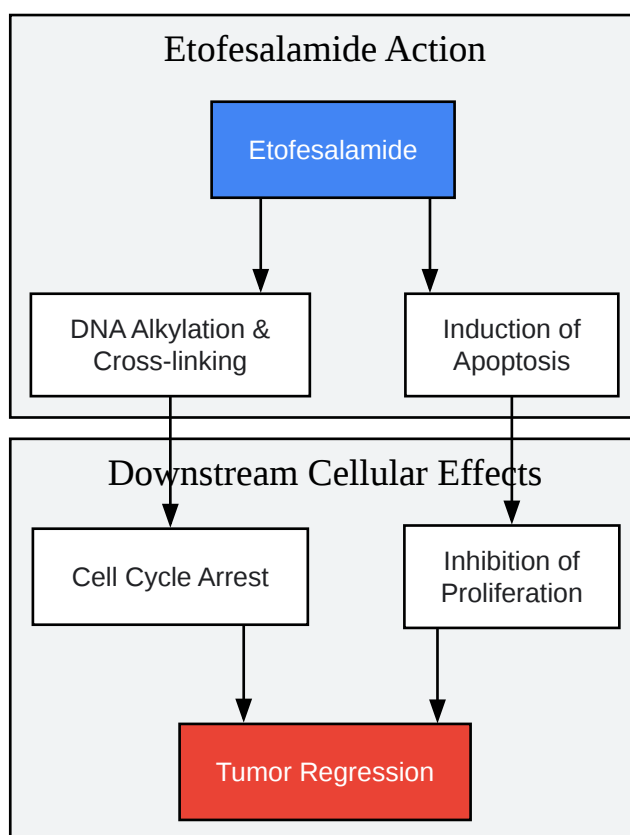 Etofesalamide Action
Etofesalamide
DNA Alkylation &
Cross-linking
Induction of
Apoptosis
Downstream Cellular Effects
Cell Cycle Arrest
Inhibition of
Proliferation
Tumor Regression